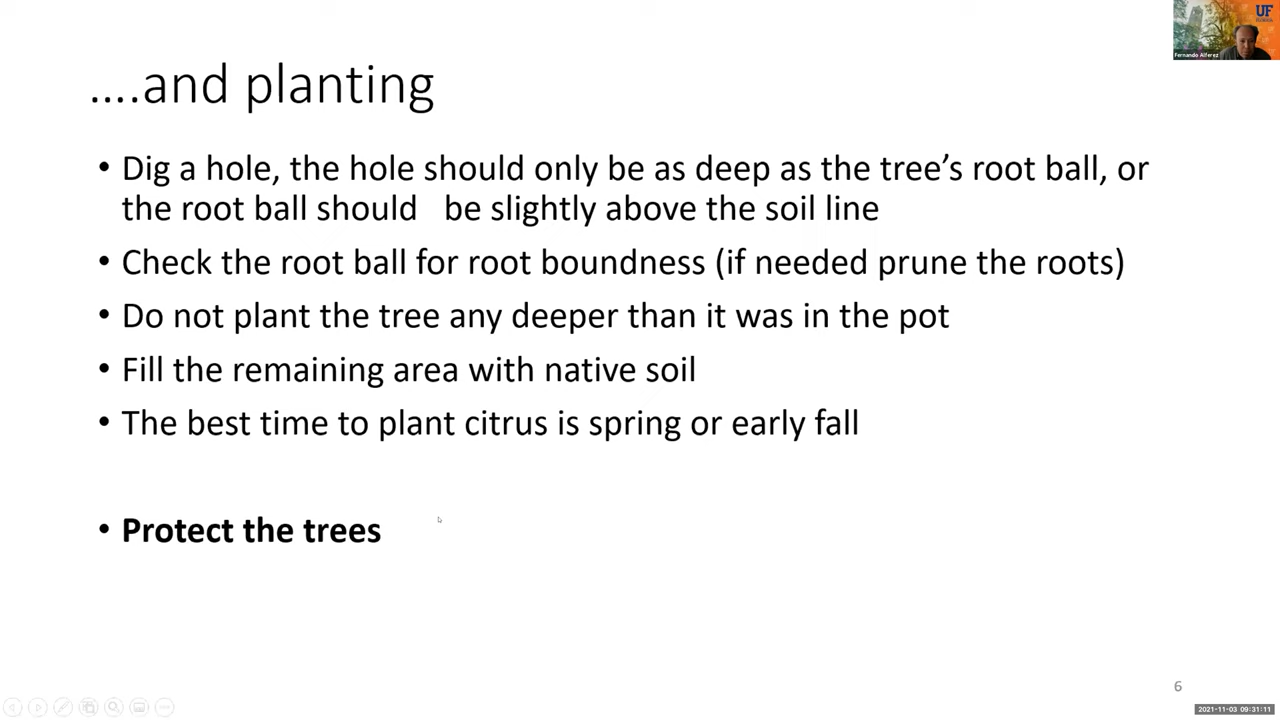 UF
Fernando Alferez
....and planting
• Dig a hole, the hole should only be as deep as the tree’s root ball, or
the root ball should be slightly above the soil line
• Check the root ball for root boundness (if needed prune the roots)
• Do not plant the tree any deeper than it was in the pot
• Fill the remaining area with native soil
• The best time to plant citrus is spring or early fall
• Protect the trees
6
2021-11-03 09:31:11